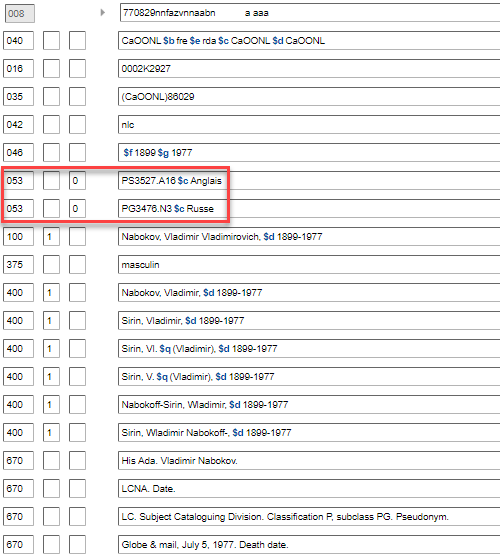 008 770829nnfazvnnaabn a aaa
040 CaOONL $b fre $e rda $c CaOONL $d CaOONL
016 0002K2927
035 (CaOONL)86029
042 nlc
046 $f 1899 $g 1977
053 0 PS3527.A16 $c Anglais
053 0 PG3476.N3 $c Russe
100 1 Nabokov, Vladimir Vladimirovich, $d 1899-1977
375 masculin
400 1 Nabokov, Vladimir, $d 1899-1977
400 1 Sirin, Vladimir, $d 1899-1977
400 1 Sirin, Vl. $q (Vladimir), $d 1899-1977
400 1 Sirin, V. $q (Vladimir), $d 1899-1977
400 1 Nabokoff-Sirin, Wladimir, $d 1899-1977
400 1 Sirin, Wladimir Nabokoff-, $d 1899-1977
670 His Ada. Vladimir Nabokov.
670 LCNA. Date.
670 LC. Subject Cataloguing Division. Classification P, subclass PG. Pseudonym.
670 Globe & mail, July 5, 1977. Death date.